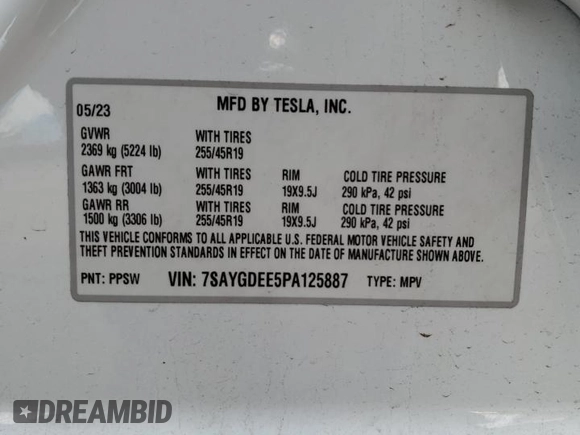 05/23 MFD BY TESLA, INC.
GVWR WITH TIRES
2369 kg (5224 lb) 255/45R19
GAWR FRT WITH TIRES RIM COLD TIRE PRESSURE
1363 kg (3004 lb) 255/45R19 19X9.5J 290 kPa, 42 psi
GAWR RR WITH TIRES RIM COLD TIRE PRESSURE
1500 kg (3306 lb) 255/45R19 19X9.5J 290 kPa, 42 psi
THIS VEHICLE CONFORMS TO ALL APPLICABLE U.S. FEDERAL MOTOR VEHICLE SAFETY AND
THEFT PREVENTION STANDARDS IN EFFECT ON THE DATE OF MANUFACTURE SHOWN ABOVE.
PNT: PPSW VIN: 7SAYGDEE5PA125887 TYPE: MPV
DREAMBID